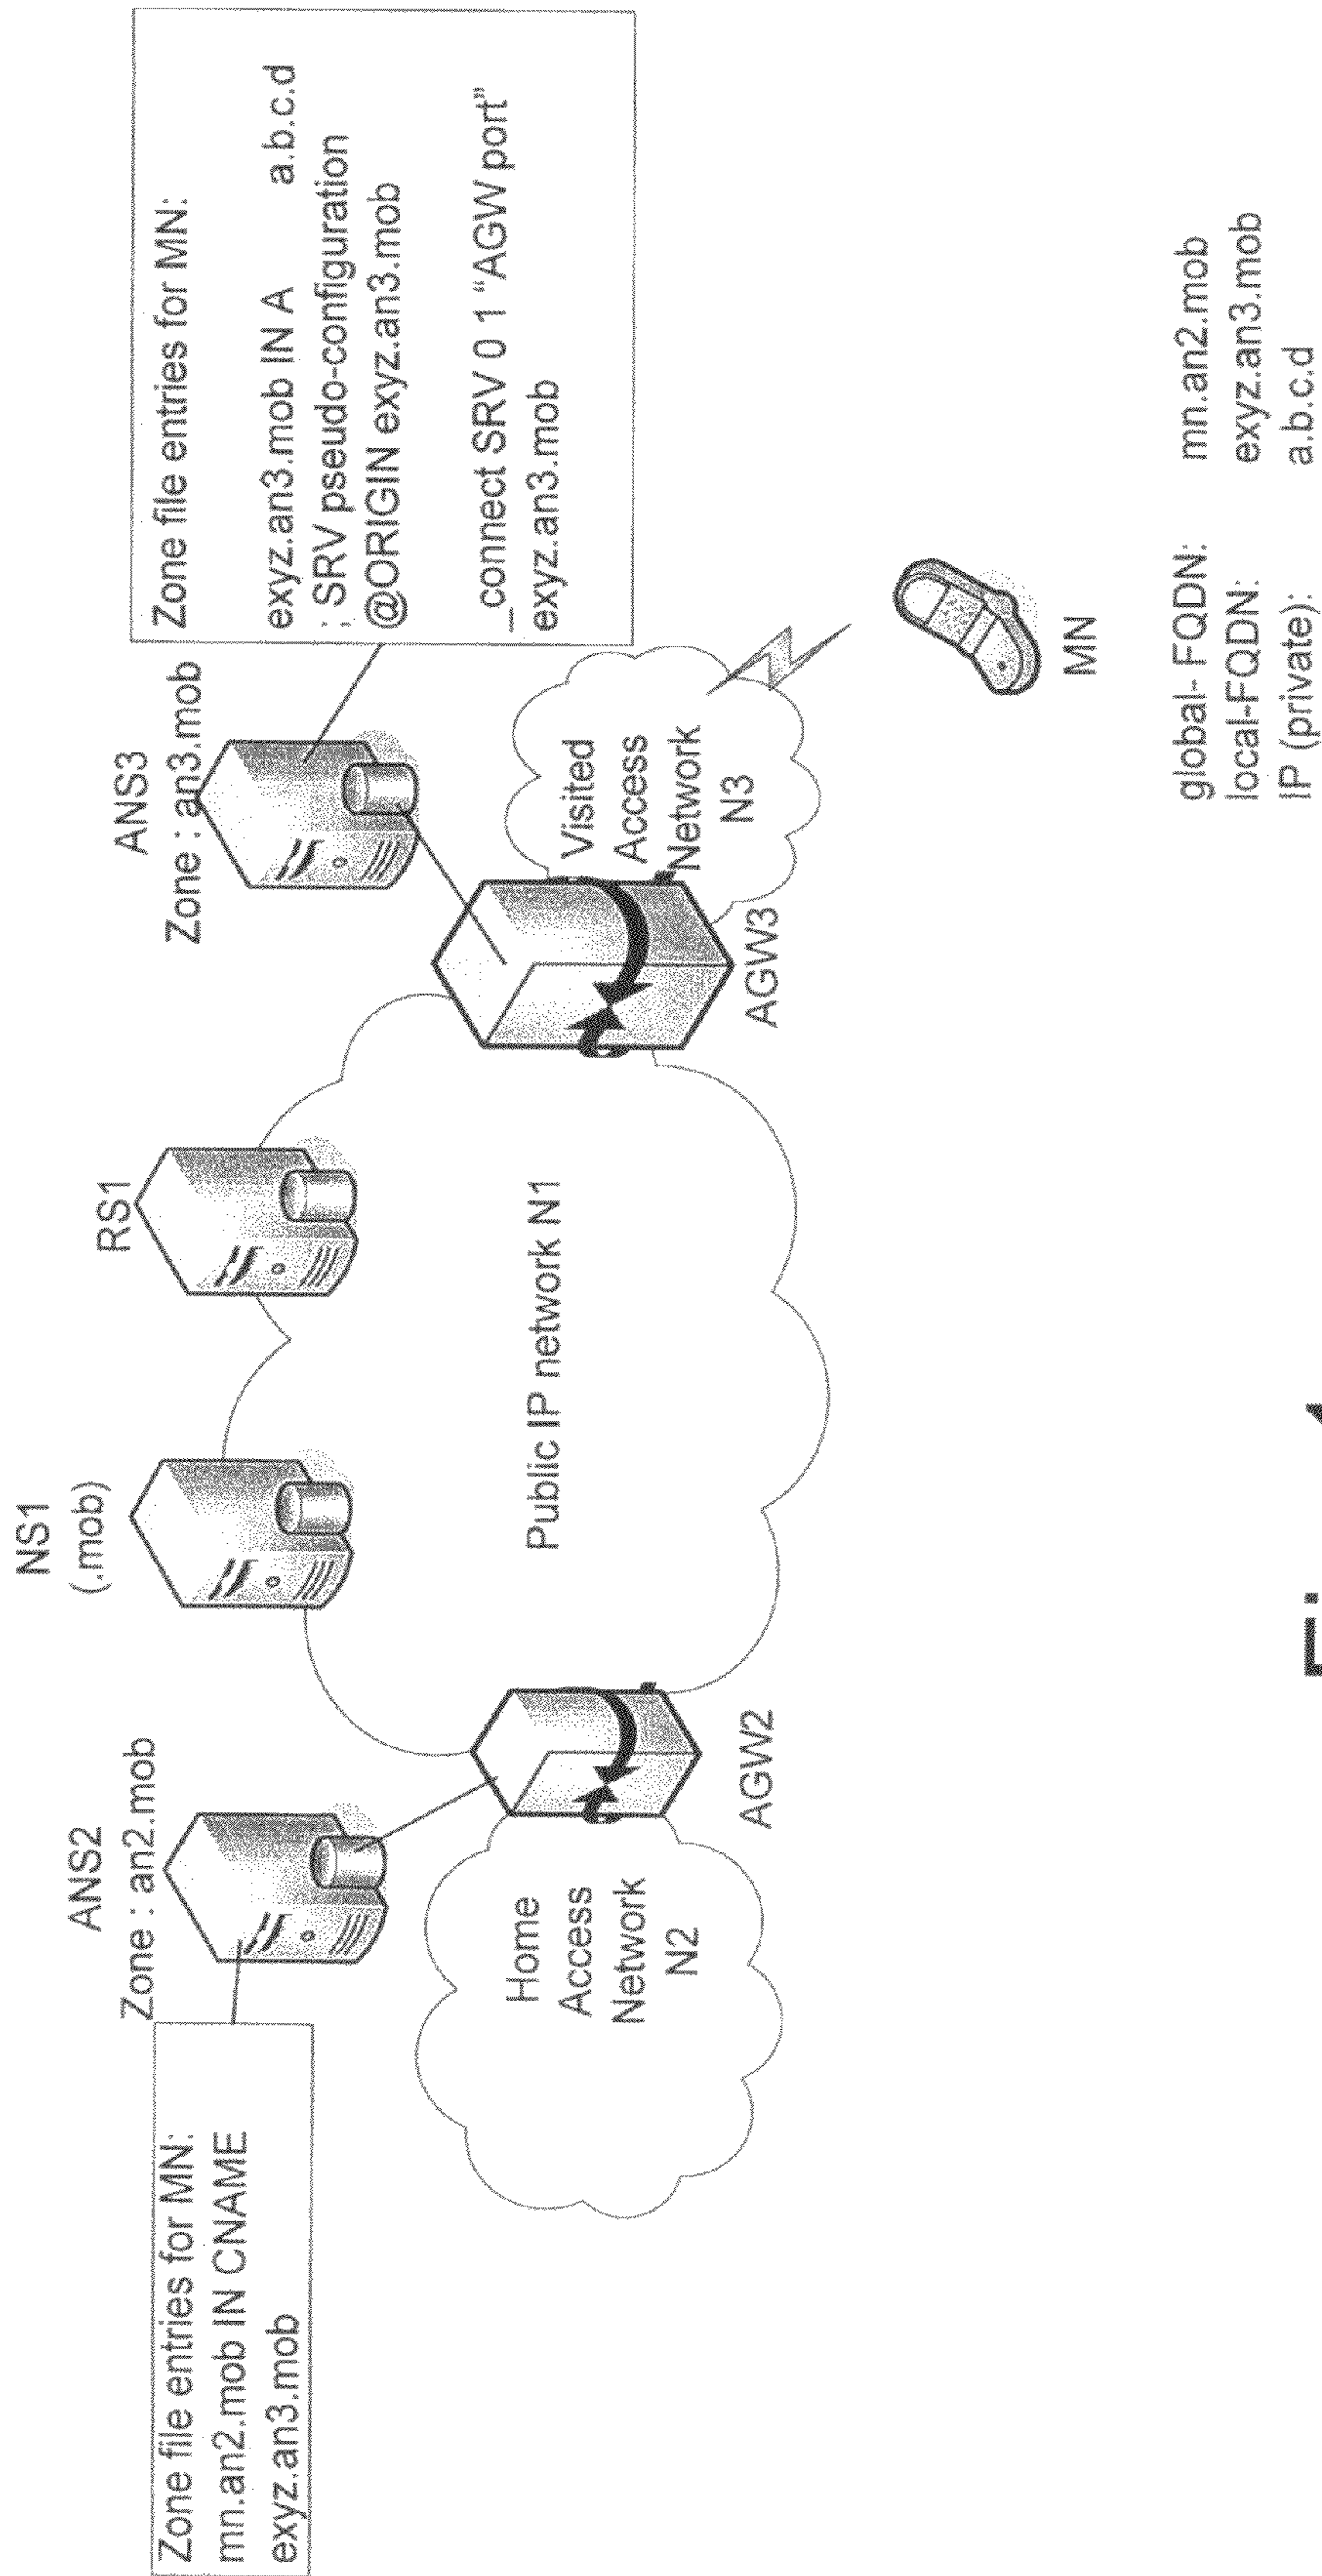 NS1
(.mob)
RS1
ANS2
Zone : an2.mob
ANS3
Zone : an3.mob
Zone file entries for MN:
mn.an2.mob IN CNAME
exyz.an3.mob
Zone file entries for MN:
exyz.an3.mob IN A a.b.c.d
; SRV pseudo-configuration
@ORIGIN exyz.an3.mob
_connect SRV 0 1 “AGW port”
exyz.an3.mob
Home
Access
Network
N2
AGW2
Public IP network N1
AGW3
Visited
Access
Network
N3
MN
global- FQDN: mn.an2.mob
local-FQDN: exyz.an3.mob
IP (private): a.b.c.d